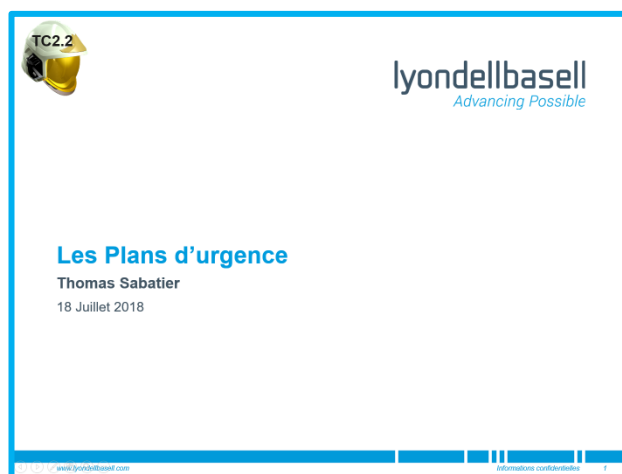 TC2.2
lyondellbasell
Advancing Possible
Les Plans d'urgence
Thomas Sabatier
18 Juillet 2018
www.lyondellbasell.com
Informations confidentielles
1